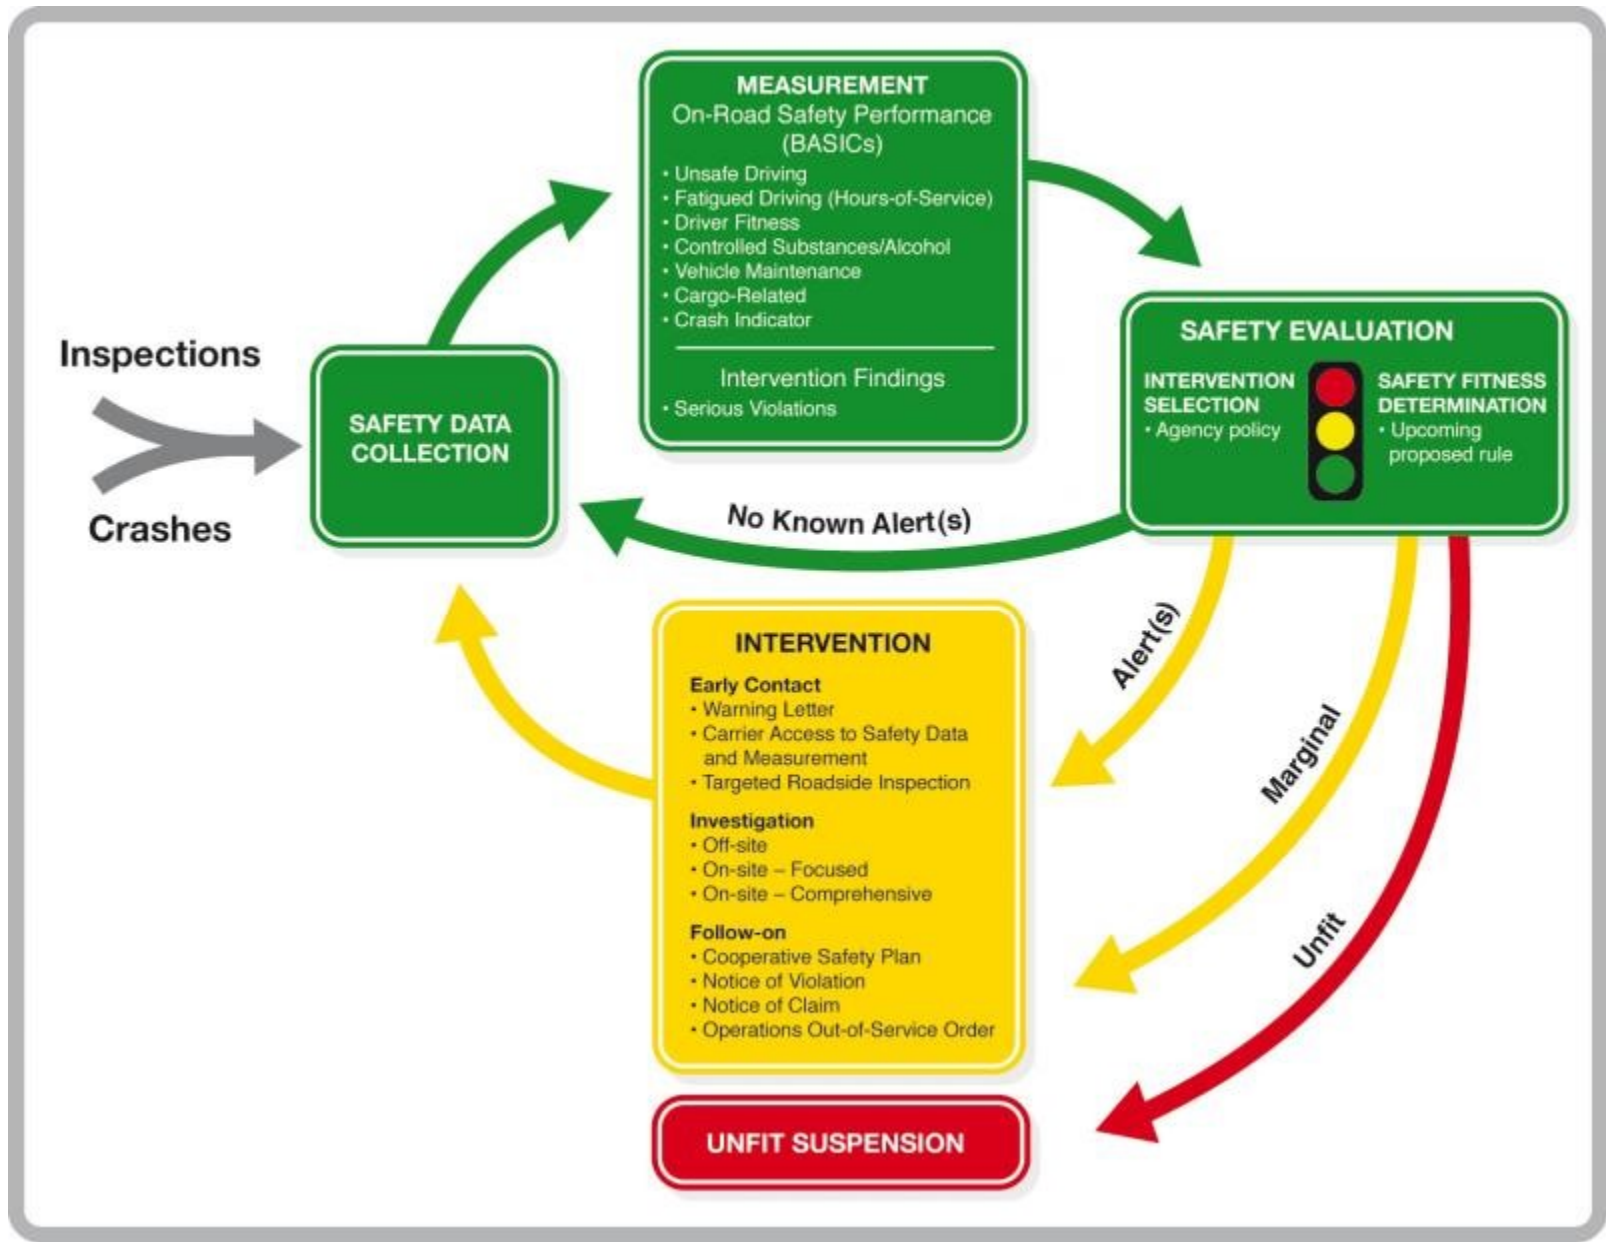 Inspections
Crashes
SAFETY DATA
COLLECTION
MEASUREMENT
On-Road Safety Performance
(BASICs)
• Unsafe Driving
• Fatigued Driving (Hours-of-Service)
• Driver Fitness
• Controlled Substances/Alcohol
• Vehicle Maintenance
• Cargo-Related
• Crash Indicator
Intervention Findings
• Serious Violations
SAFETY EVALUATION
INTERVENTION
SELECTION
• Agency policy
SAFETY FITNESS
DETERMINATION
• Upcoming
proposed rule
No Known Alert(s)
Alert(s)
Marginal
Unfit
INTERVENTION
Early Contact
• Warning Letter
• Carrier Access to Safety Data
and Measurement
• Targeted Roadside Inspection
Investigation
• Off-site
• On-site – Focused
• On-site – Comprehensive
Follow-on
• Cooperative Safety Plan
• Notice of Violation
• Notice of Claim
• Operations Out-of-Service Order
UNFIT SUSPENSION